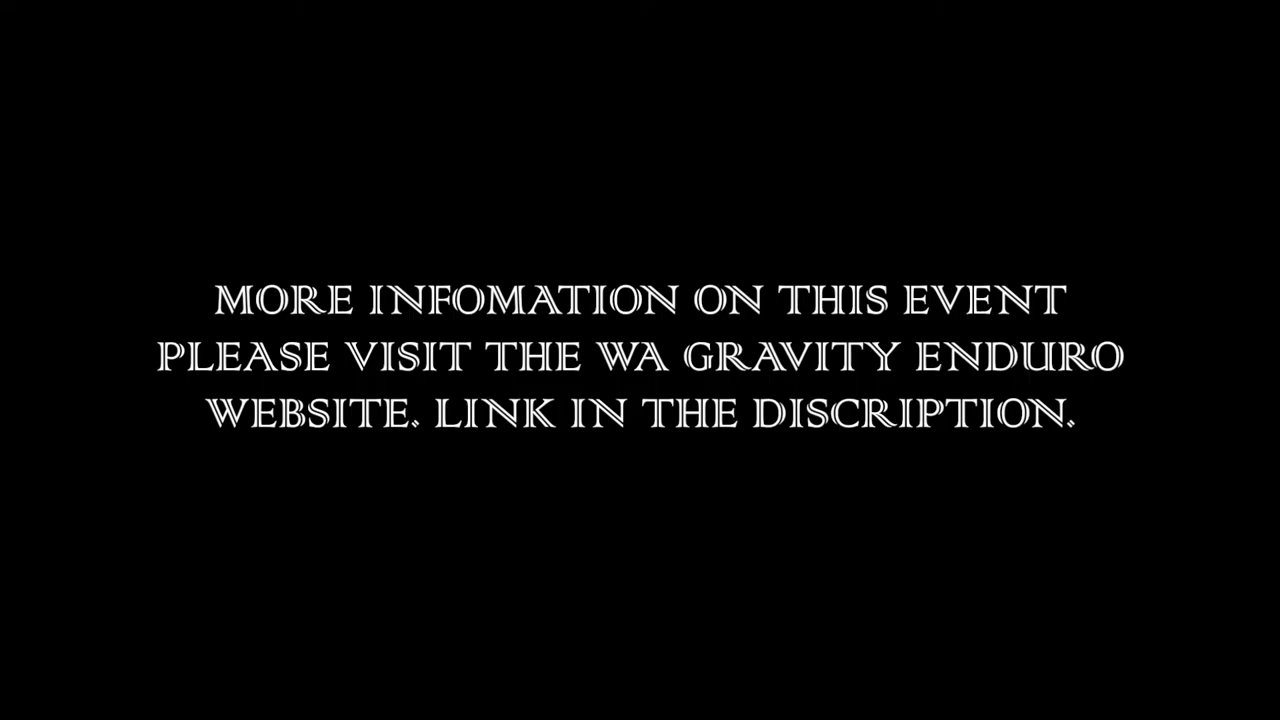 MORE INFOMATION ON THIS EVENT
PLEASE VISIT THE WA GRAVITY ENDURO
WEBSITE. LINK IN THE DISCRIPTION.